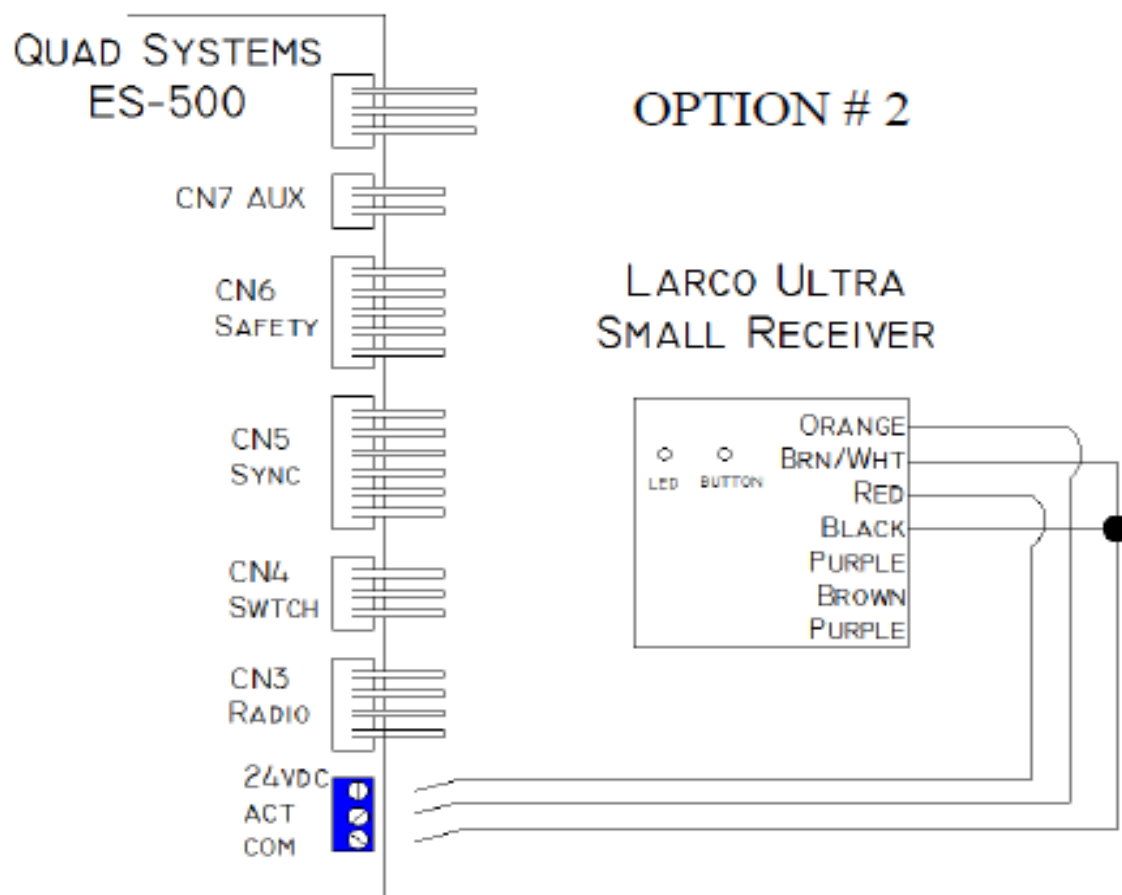 QUAD SYSTEMS
ES-500
OPTION # 2
CN7 AUX
CN6
SAFETY
LARCO ULTRA
SMALL RECEIVER
CN5
SYNC
LED
BUTTON
ORANGE
BRN/WHT
RED
BLACK
PURPLE
BROWN
PURPLE
CN4
SWTCH
CN3
RADIO
24VDC
ACT
COM